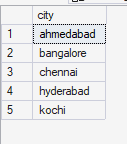 city
1 ahmedabad
2 bangalore
3 chennai
4 hyderabad
5 kochi